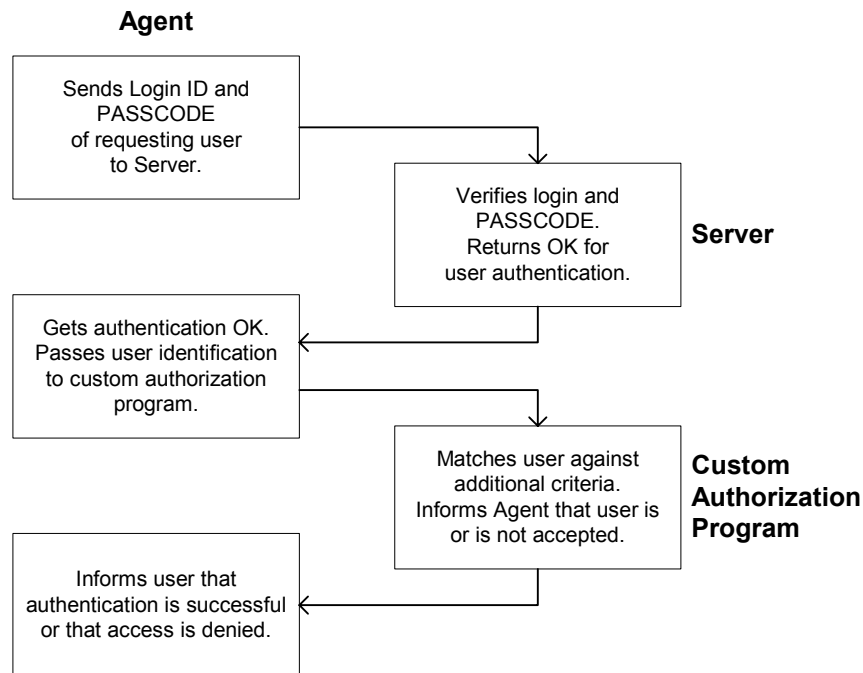 Agent
Sends Login ID and
PASSCODE
of requesting user
to Server.
Verifies login and
PASSCODE.
Returns OK for
user authentication.
Server
Gets authentication OK.
Passes user identification
to custom authorization
program.
Matches user against
additional criteria.
Informs Agent that user is
or is not accepted.
Custom
Authorization
Program
Informs user that
authentication is successful
or that access is denied.